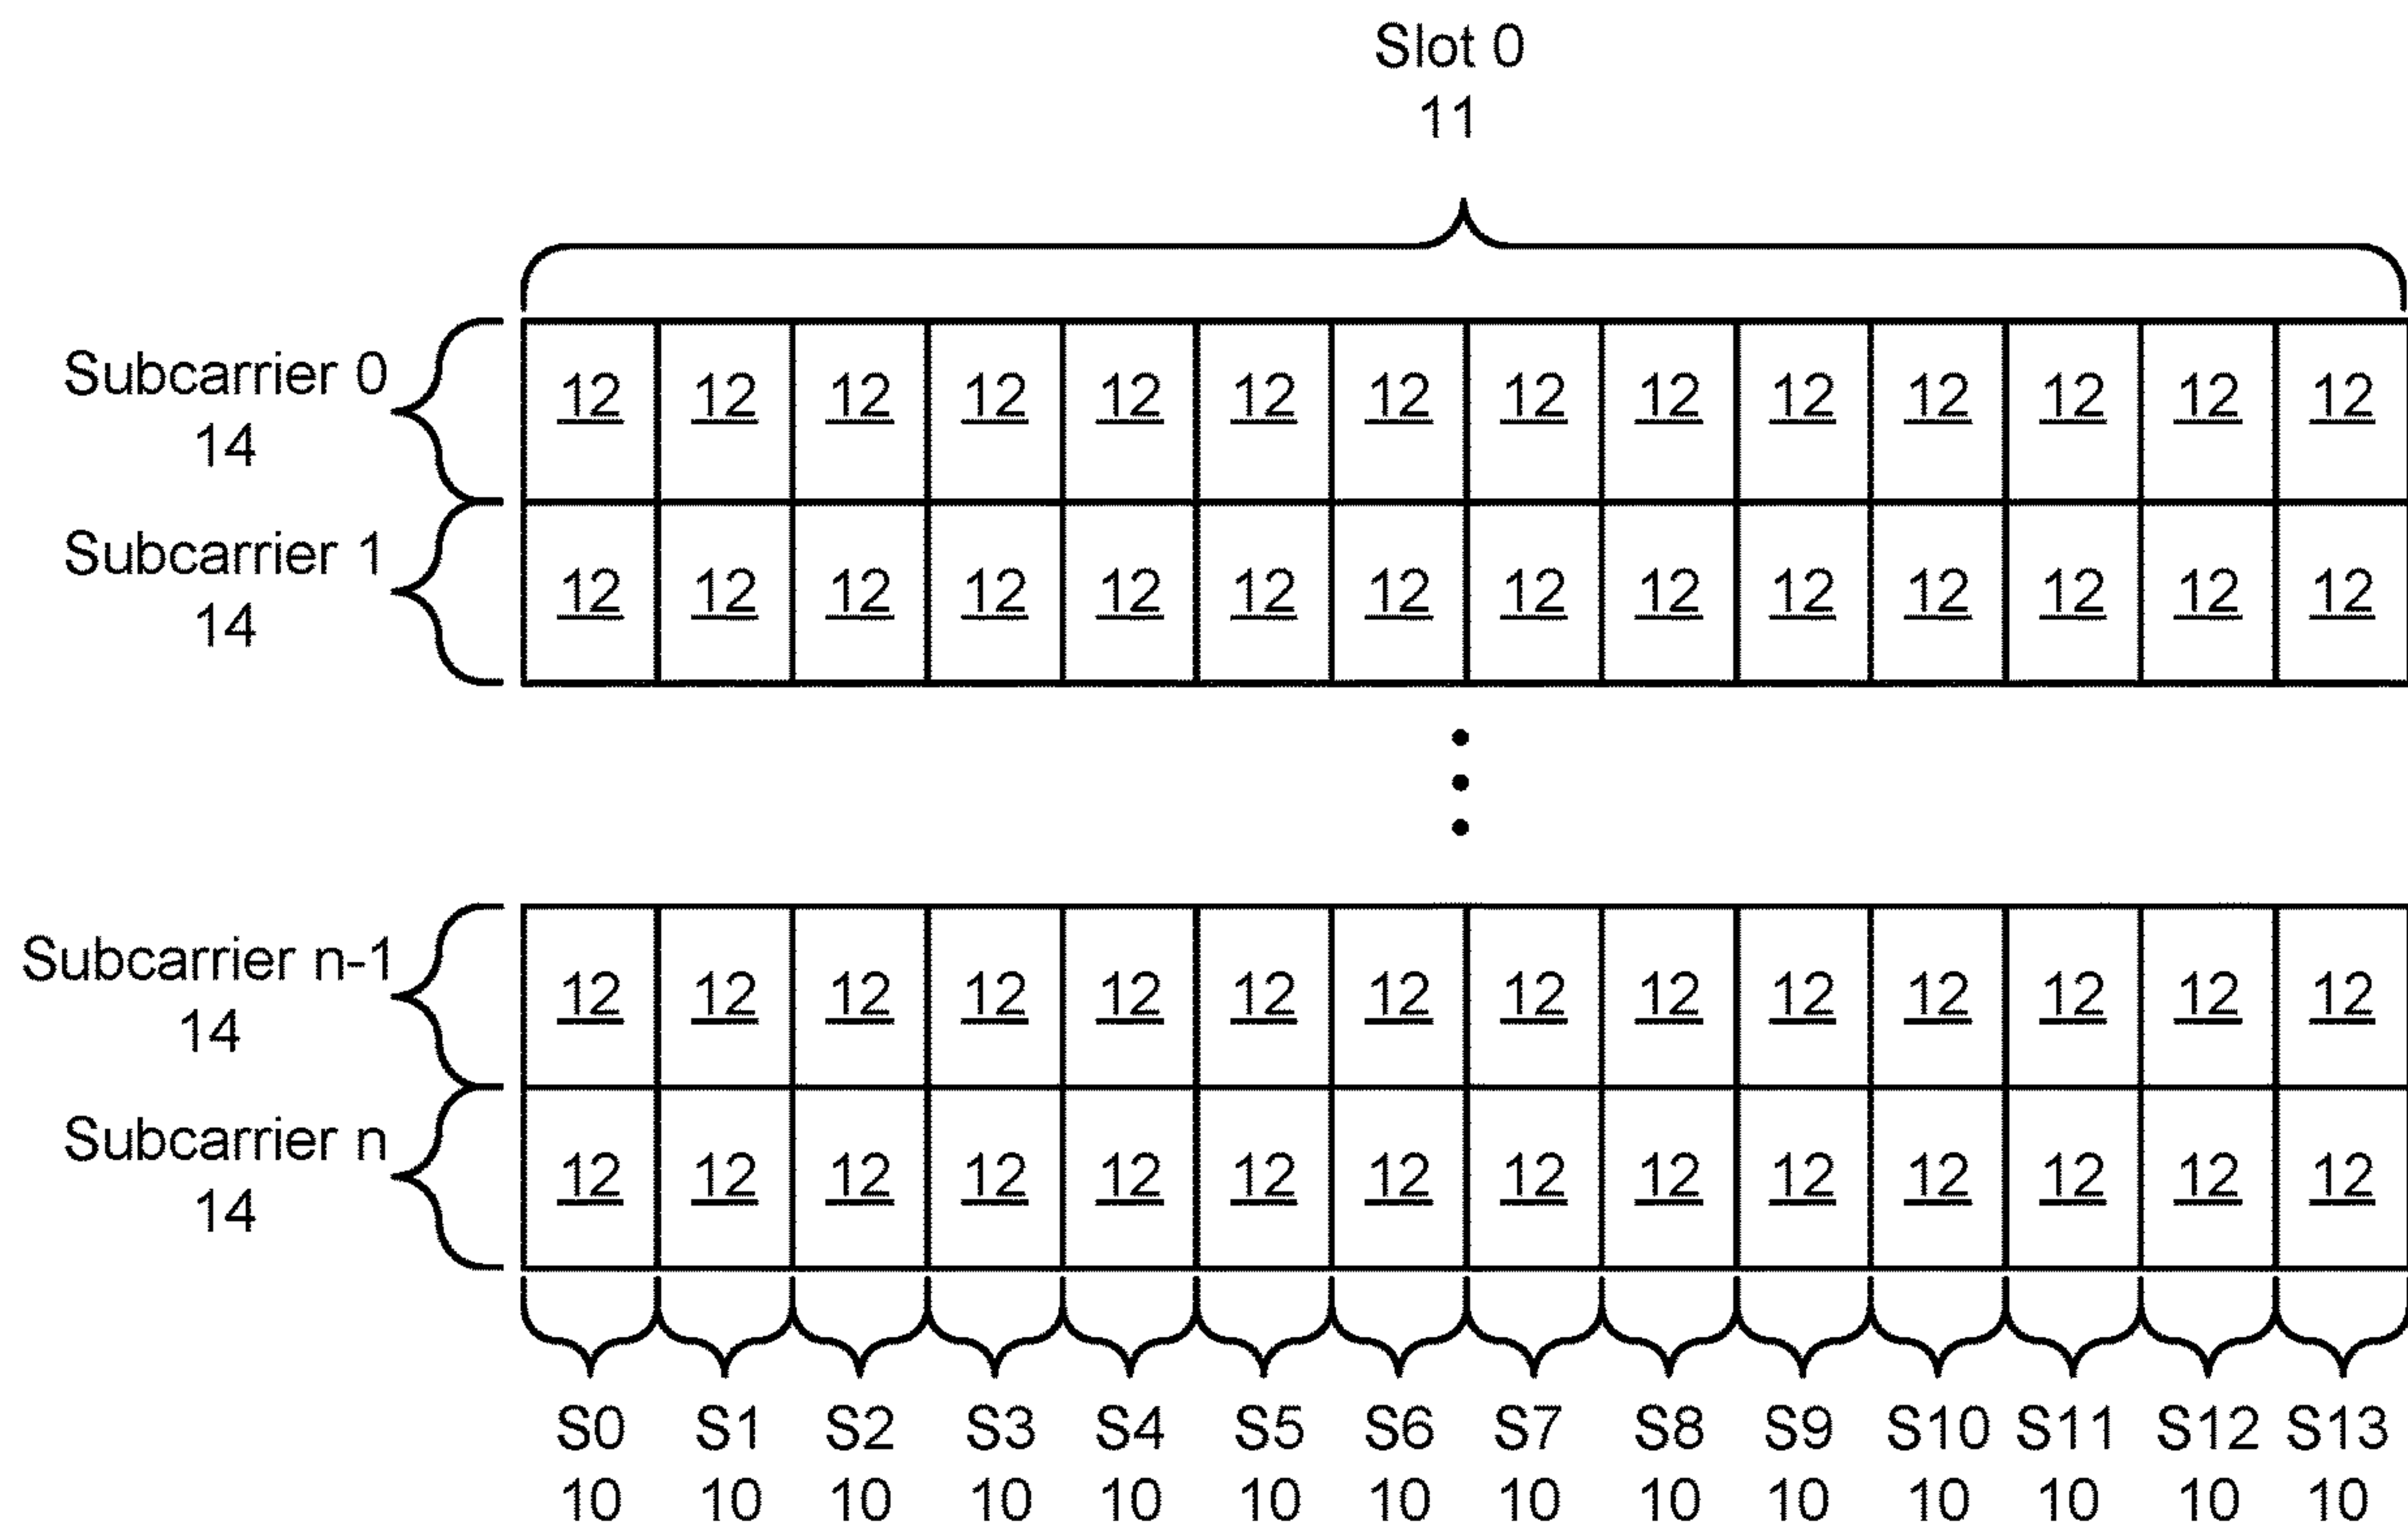 Slot 0
11
Subcarrier 0
14
12 12 12 12 12 12 12 12 12 12 12 12 12 12
Subcarrier 1
14
12 12 12 12 12 12 12 12 12 12 12 12 12 12
Subcarrier n-1
14
12 12 12 12 12 12 12 12 12 12 12 12 12 12
Subcarrier n
14
12 12 12 12 12 12 12 12 12 12 12 12 12 12
S0 S1 S2 S3 S4 S5 S6 S7 S8 S9 S10 S11 S12 S13
10 10 10 10 10 10 10 10 10 10 10 10 10 10